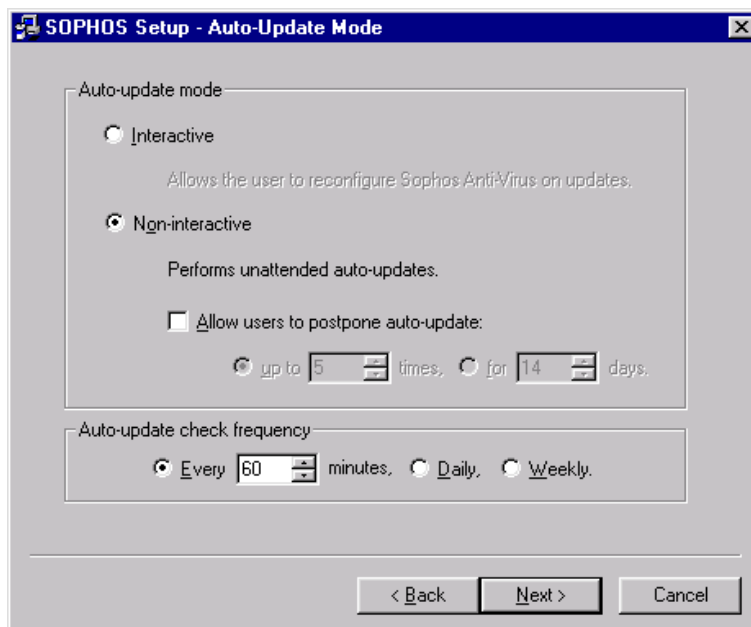 SOPHOS Setup - Auto-Update Mode
Auto-update mode
Interactive
Allows the user to reconfigure Sophos Anti-Virus on updates.
Non-interactive
Performs unattended auto-updates.
Allow users to postpone auto-update:
up to 5 times, for 14 days.
Auto-update check frequency
Every 60 minutes, Daily, Weekly.
< Back Next > Cancel